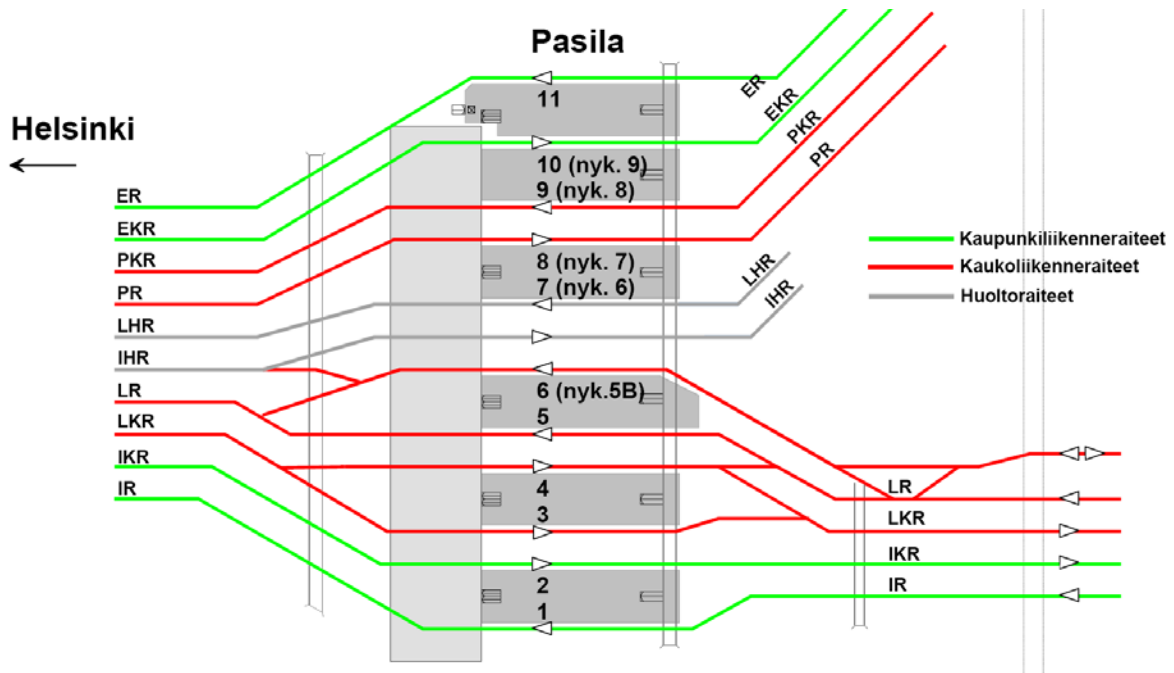 Pasila
Helsinki
11
10 (nyk. 9)
9 (nyk. 8)
8 (nyk. 7)
7 (nyk. 6)
6 (nyk.5B)
5
4
3
2
1
ER
EKR
PKR
PR
LHR
IHR
LR
LKR
IKR
IR
ER
EKR
PKR
PR
LHR
IHR
LR
LKR
IKR
IR
Kaupunkiliikenneraiteet
Kaukoliikenneraiteet
Huoltoraiteet